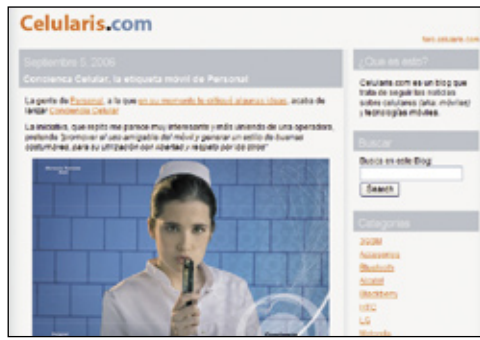 Celularis.com
foro.celularis.com
Septiembre 5, 2006
Conciencia Celular, la etiqueta móvil de Personal
La gente de Personal, a la que en su momento le critiqué algunas ideas, acaba de
lanzar Conciencia Celular
La iniciativa, que repito me parece muy interesante y más viniendo de una operadora,
pretende "promover el uso amigable del móvil y generar un estilo de buenas
costumbres, para su utilización con libertad y respeto por los otros"
¿Que es esto?
Celularis.com es un blog que
trata de seguir las noticias
sobre celulares (aka. móviles)
y tecnologías móviles.
Buscar
Busca en este Blog:
Search
Categorías
Accesorios
Bluetooth
Alcatel
Blackberry
HTC
LG
Motorola